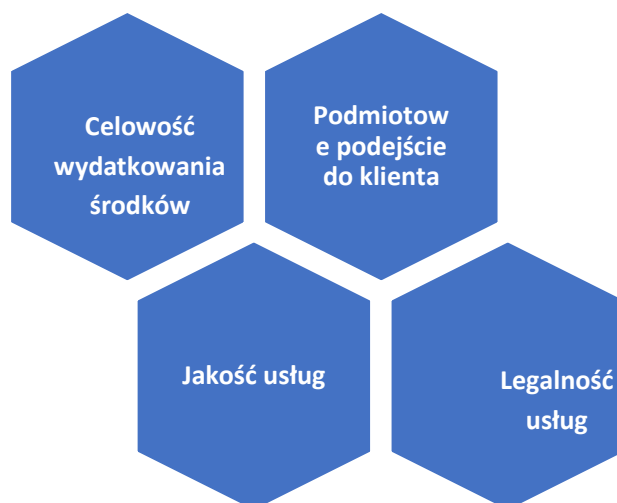 Celowość
wydatkowania
środków
Podmiotow
e podejście
do klienta
Jakość usług
Legalność
usług